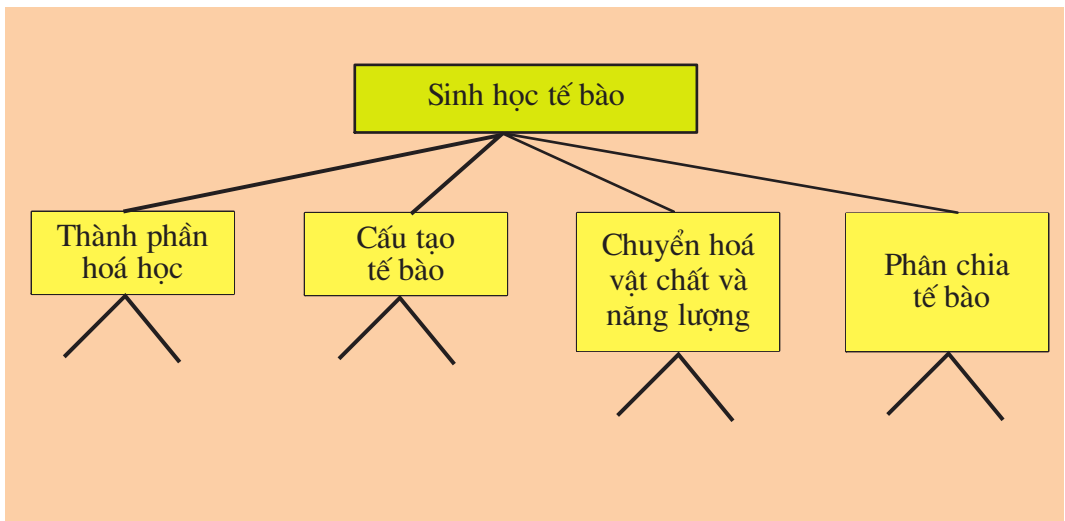 Sinh học tế bào
Thành phần
hoá học
Cấu tạo
tế bào
Chuyển hoá
vật chất và
năng lượng
Phân chia
tế bào